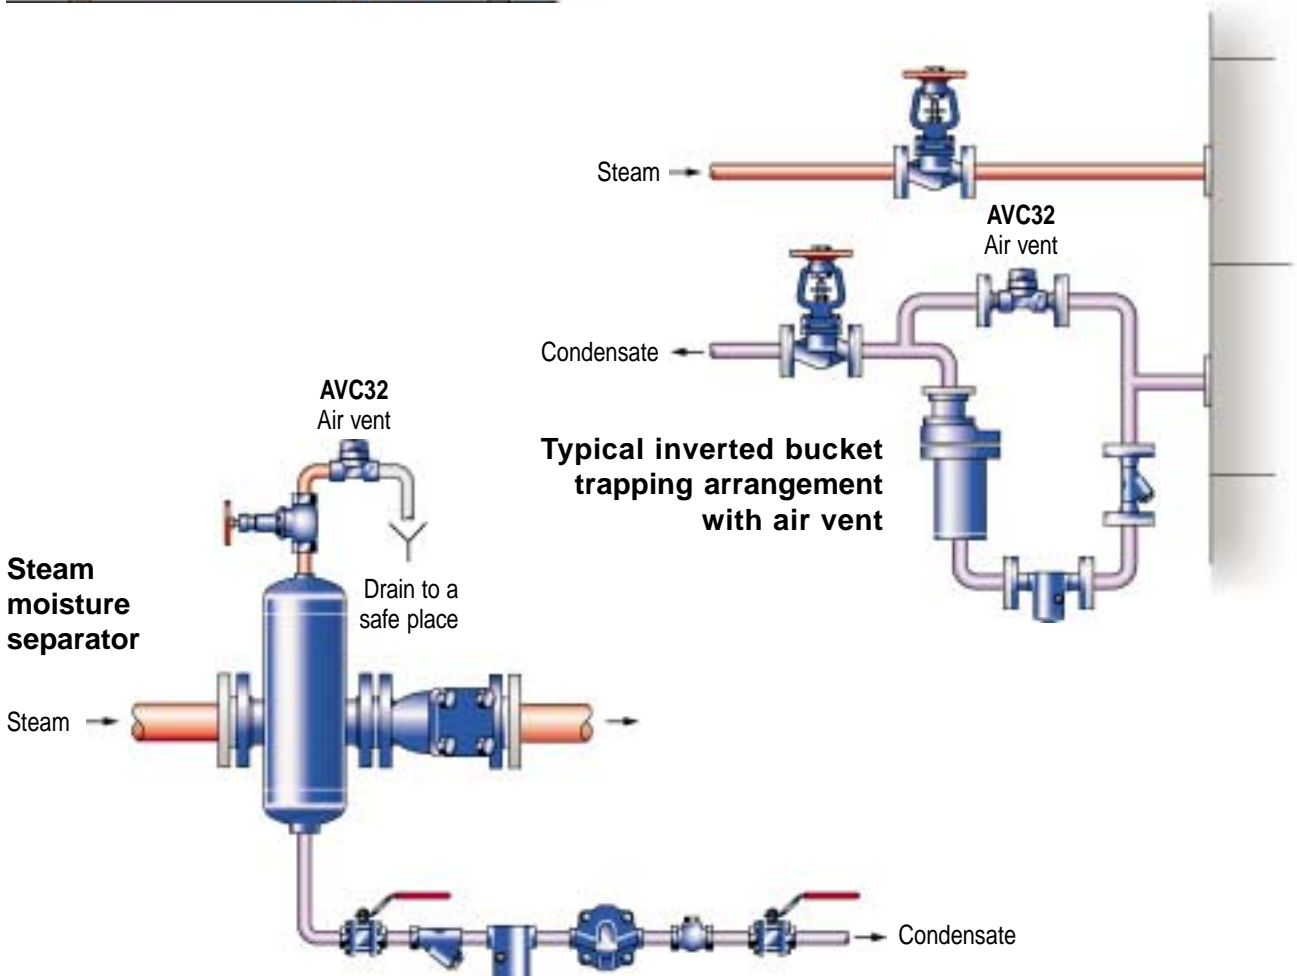 Steam
AVC32
Air vent
Condensate
Typical inverted bucket
trapping arrangement
with air vent
AVC32
Air vent
Drain to a
safe place
Steam
moisture
separator
Steam
Condensate